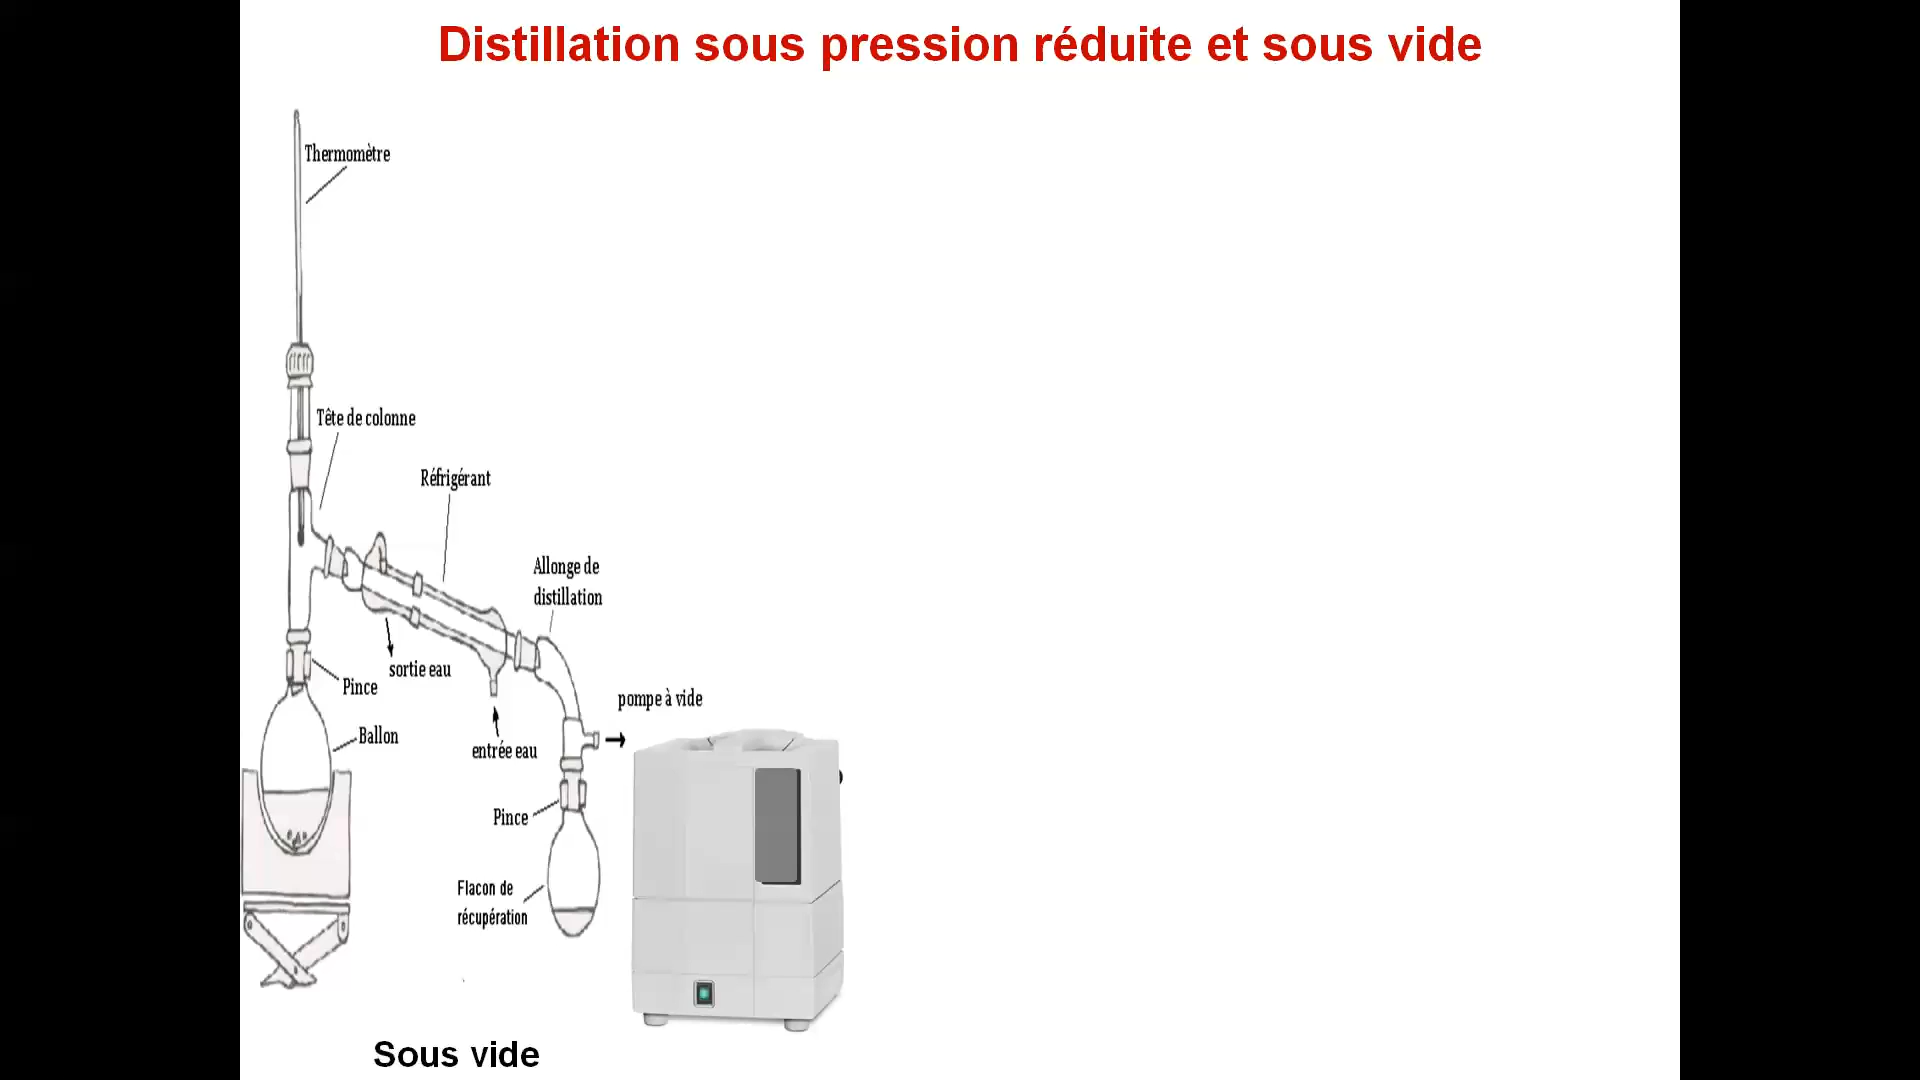 Distillation sous pression réduite et sous vide
Thermomètre
Tête de colonne
Réfrigérant
Allonge de
distillation
sortie eau
Pince
pompe à vide
Ballon
entrée eau
Pince
Flacon de
récupération
Sous vide